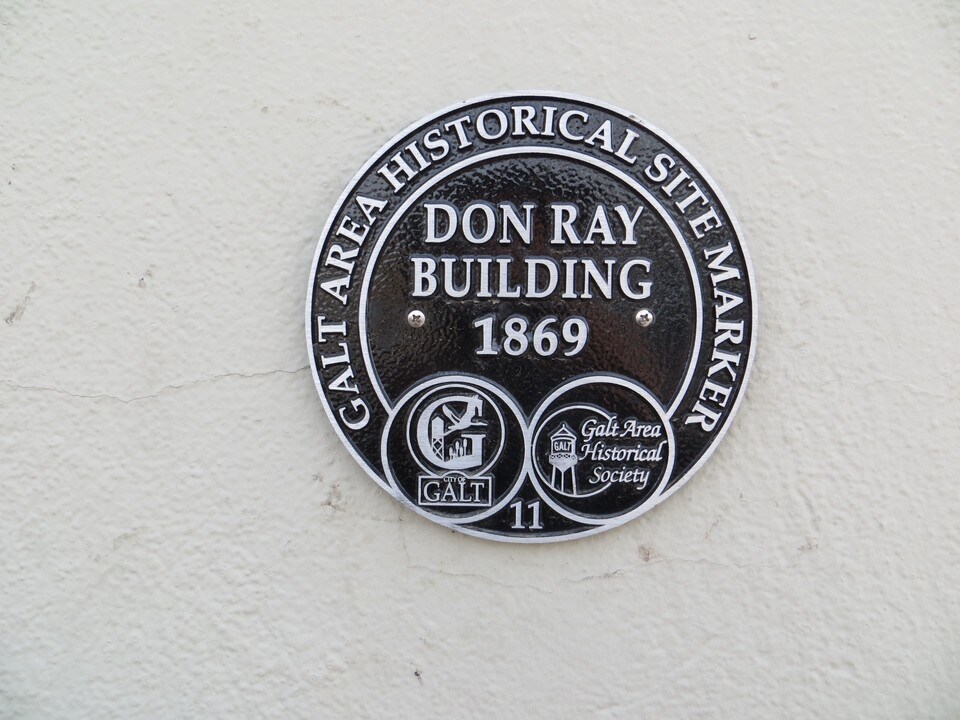 GALT AREA HISTORICAL SITE MARKER
DON RAY
BUILDING
1869
G
CITY OF
GALT
GALT
Galt Area
Historical
Society
11